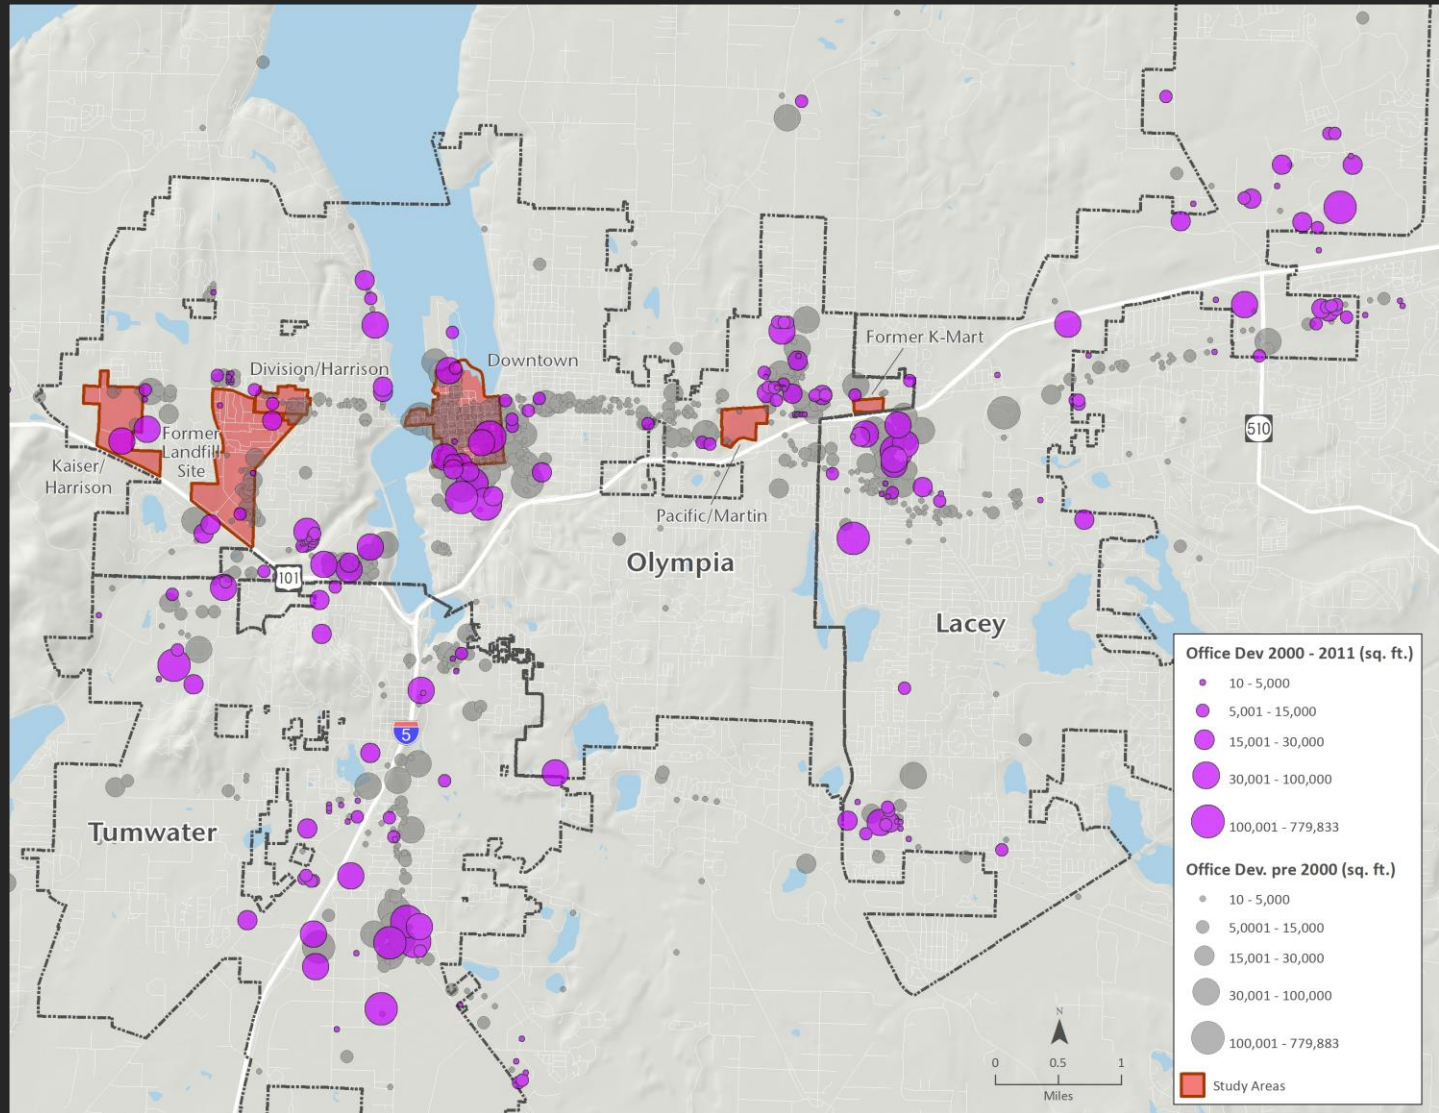 Former K-Mart
Division/Harrison
Downtown
510
Former
Landfill
Site
Kaiser/
Harrison
Pacific/Martin
Olympia
101
Lacey
5
Tumwater
Office Dev 2000 - 2011 (sq. ft.)
10 - 5,000
5,001 - 15,000
15,001 - 30,000
30,001 - 100,000
100,001 - 779,833
Office Dev. pre 2000 (sq. ft.)
10 - 5,000
5,0001 - 15,000
15,001 - 30,000
30,001 - 100,000
100,001 - 779,883
Study Areas
N
0 0.5 1
Miles